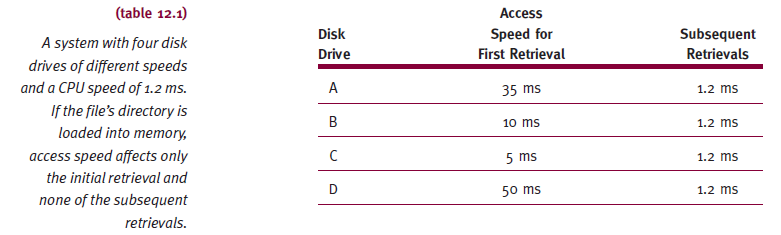 (table 12.1)
A system with four disk
drives of different speeds
and a CPU speed of 1.2 ms.
If the file's directory is
loaded into memory,
access speed affects only
the initial retrieval and
none of the subsequent
retrievals.
Disk Drive	Access Speed for First Retrieval	Subsequent Retrievals
A	35 ms	1.2 ms
B	10 ms	1.2 ms
C	5 ms	1.2 ms
D	50 ms	1.2 ms